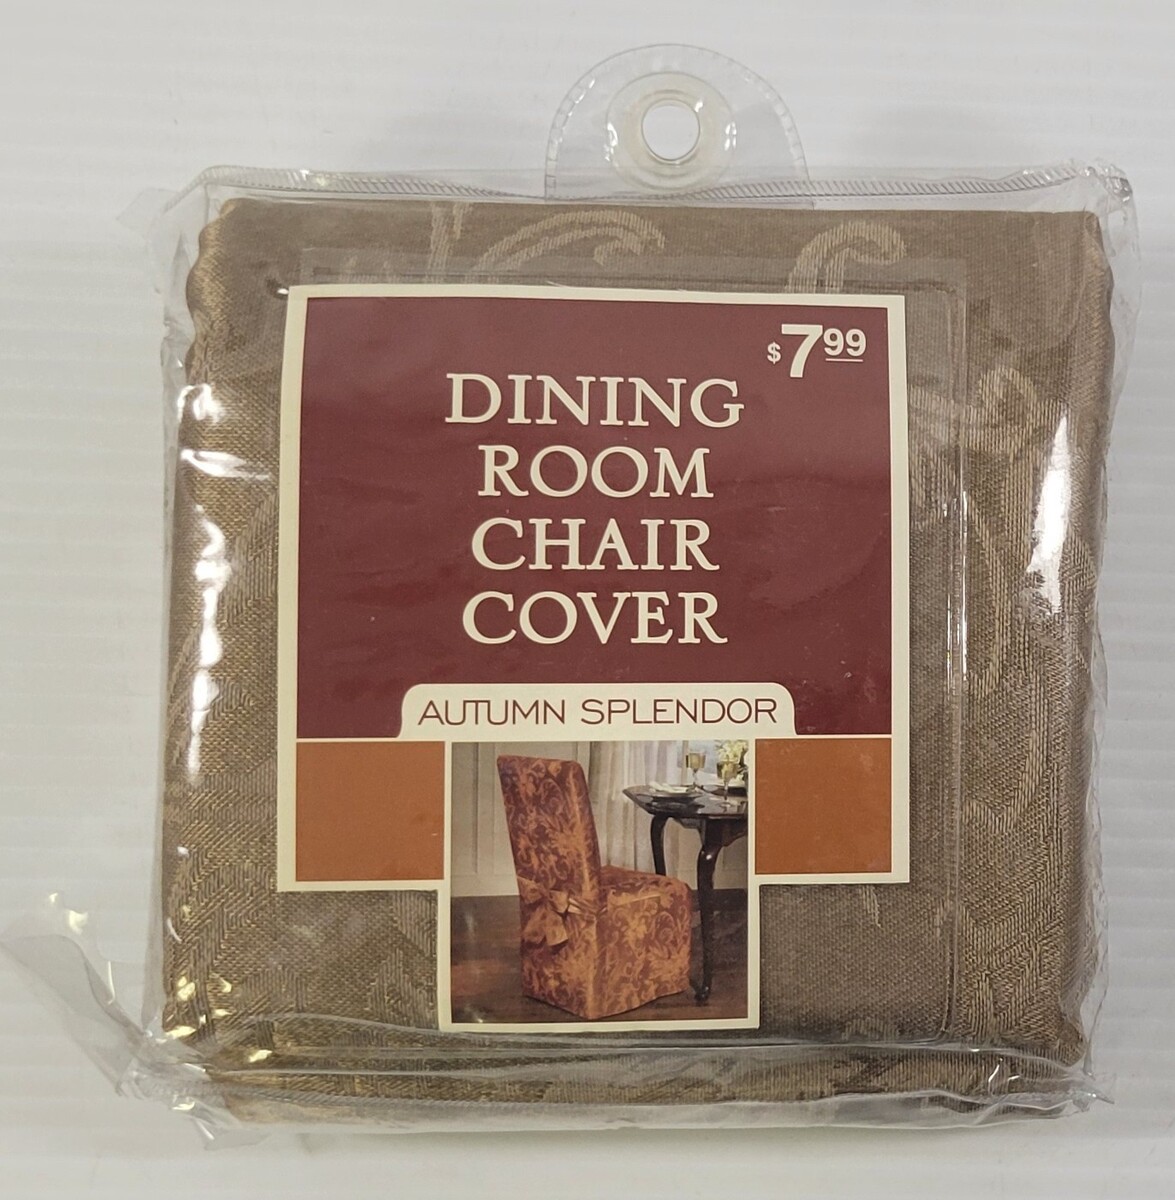 $7.99
DINING
ROOM
CHAIR
COVER
AUTUMN SPLENDOR